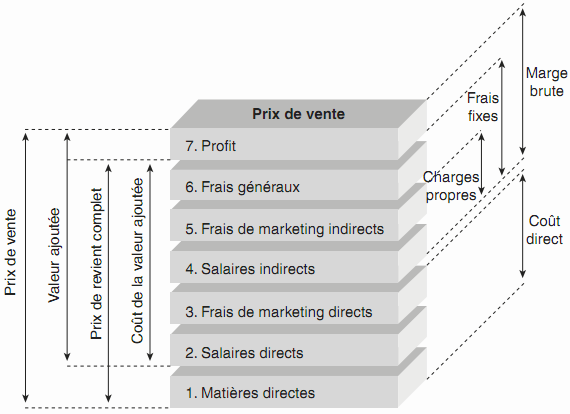 Prix de vente
7. Profit
6. Frais généraux
5. Frais de marketing indirects
4. Salaires indirects
3. Frais de marketing directs
2. Salaires directs
1. Matières directes
Prix de vente
Valeur ajoutée
Prix de revient complet
Coût de la valeur ajoutée
Marge
brute
Frais
fixes
Charges
propres
Coût
direct